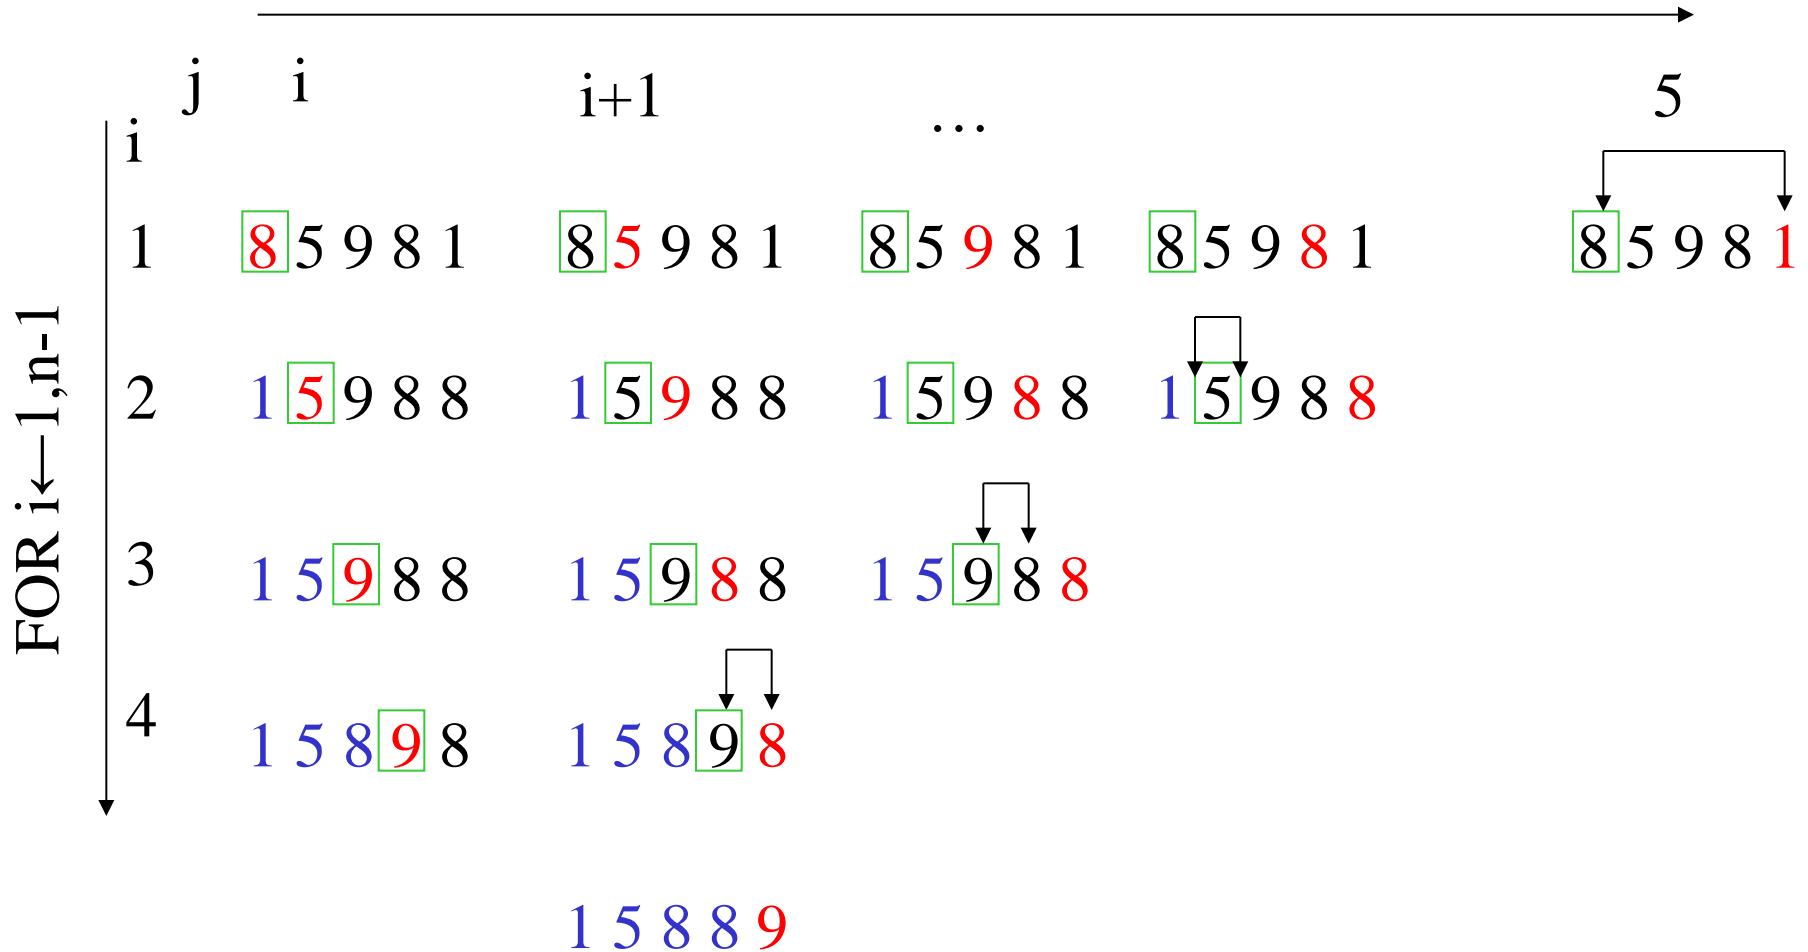 j i i+1 … 5
i
1 8 5 9 8 1 8 5 9 8 1 8 5 9 8 1 8 5 9 8 1 8 5 9 8 1
2 1 5 9 8 8 1 5 9 8 8 1 5 9 8 8 1 5 9 8 8
3 1 5 9 8 8 1 5 9 8 8 1 5 9 8 8
4 1 5 8 9 8 1 5 8 9 8
1 5 8 8 9
FOR i←1,n-1